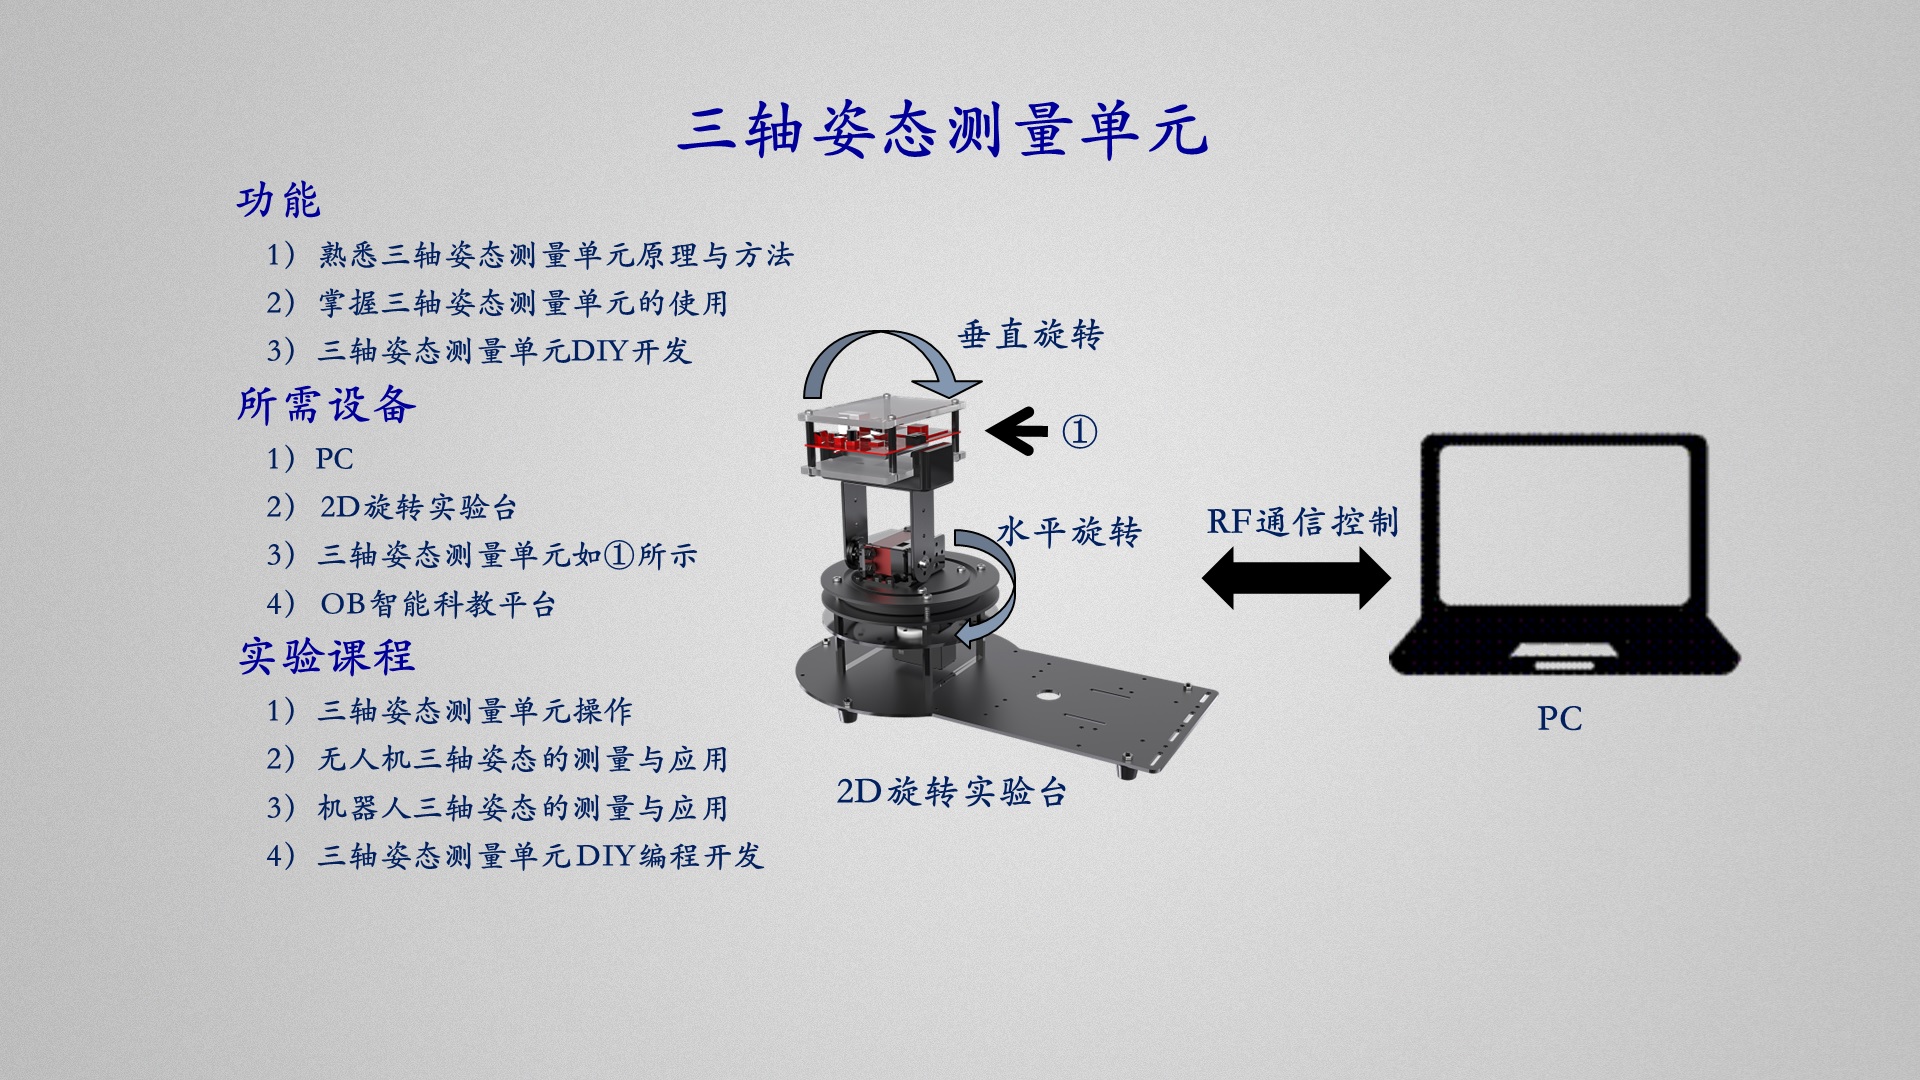 三轴姿态测量单元
功能
1) 熟悉三轴姿态测量单元原理与方法
2) 掌握三轴姿态测量单元的使用
3) 三轴姿态测量单元DIY开发
所需设备
1) PC
2) 2D旋转实验台
3) 三轴姿态测量单元如①所示
4) OB智能科教平台
实验课程
1) 三轴姿态测量单元操作
2) 无人机三轴姿态的测量与应用
3) 机器人三轴姿态的测量与应用
4) 三轴姿态测量单元DIY编程开发
垂直旋转
①
水平旋转
2D旋转实验台
RF通信控制
PC